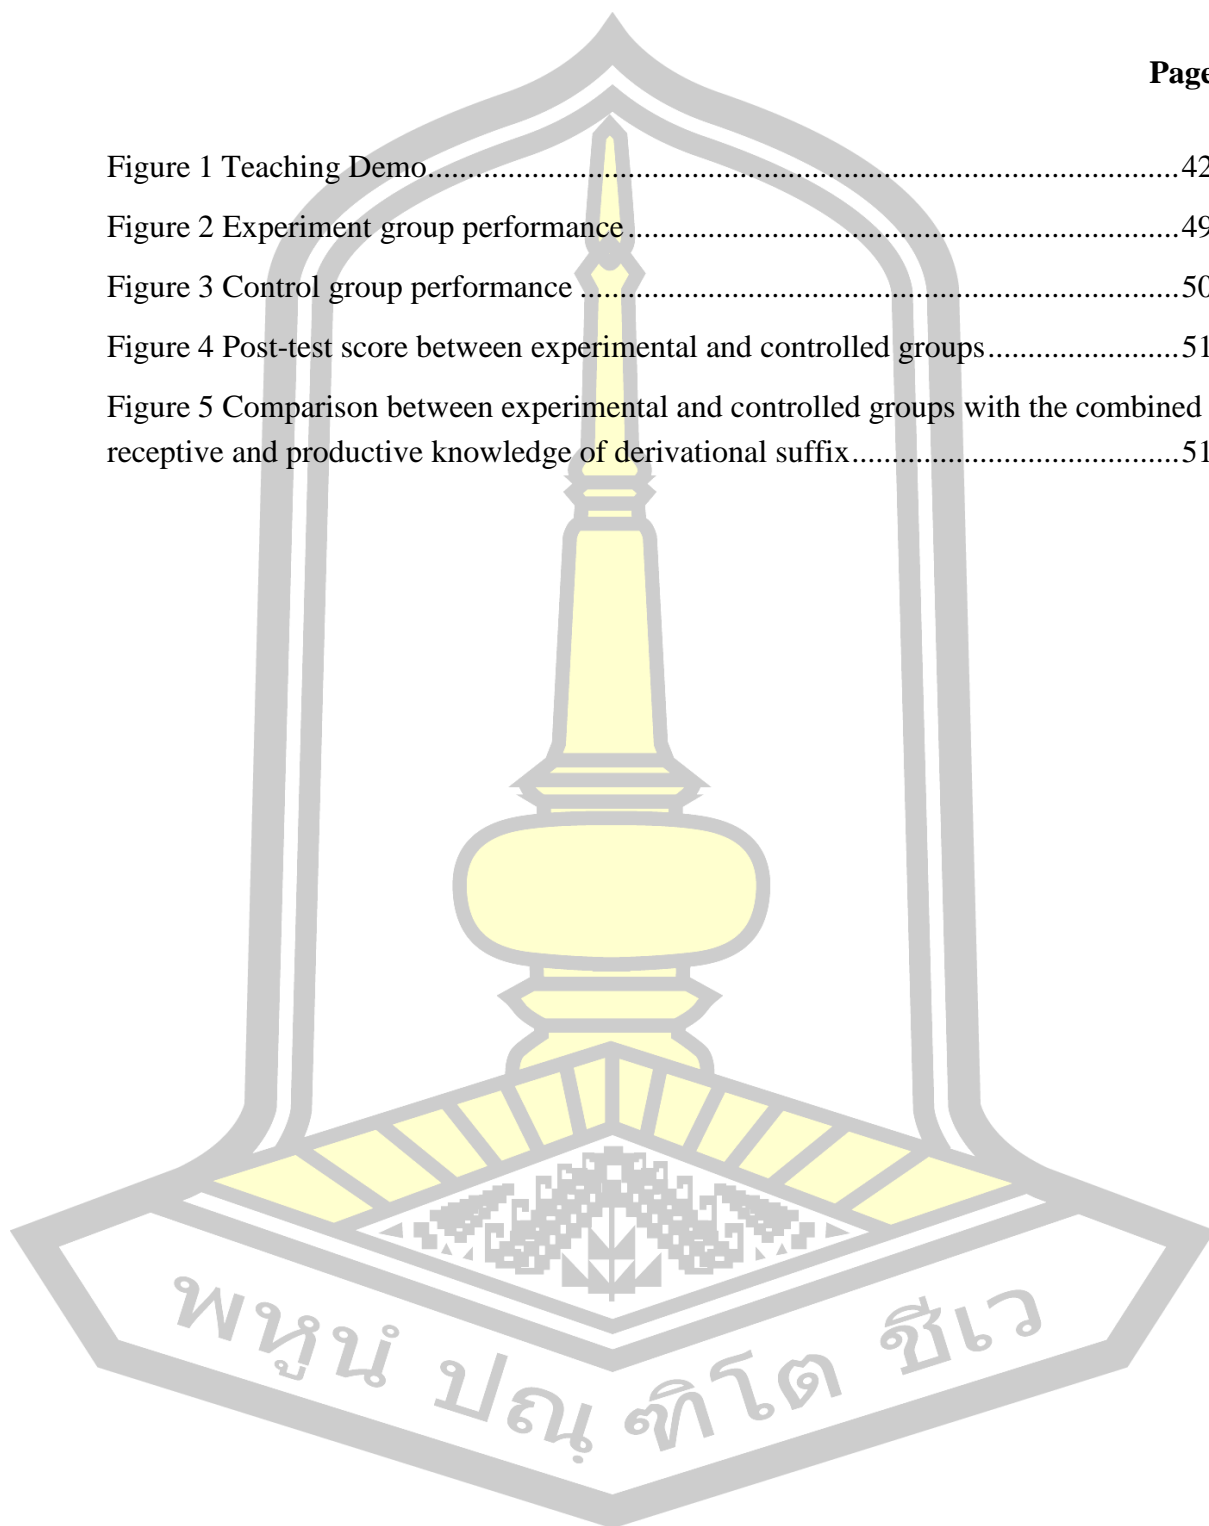 Page
Figure 1 Teaching Demo...............................................................................................42
Figure 2 Experiment group performance......................................................................49
Figure 3 Control group performance............................................................................50
Figure 4 Post-test score between experimental and controlled groups........................51
Figure 5 Comparison between experimental and controlled groups with the combined
receptive and productive knowledge of derivational suffix.........................................51
พหูนํ ปณฺฑิโต ชีเว